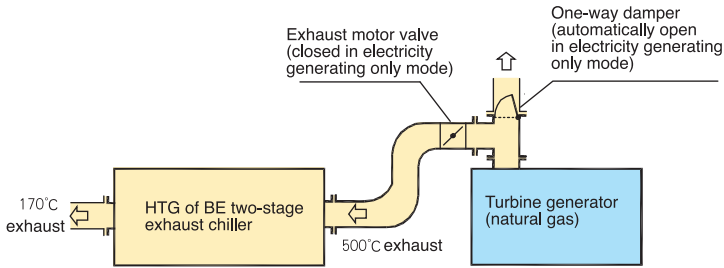 Exhaust motor valve
(closed in electricity
generating only mode)
One-way damper
(automatically open
in electricity generating
only mode)
170°C
exhaust
HTG of BE two-stage
exhaust chiller
500°C exhaust
Turbine generator
(natural gas)